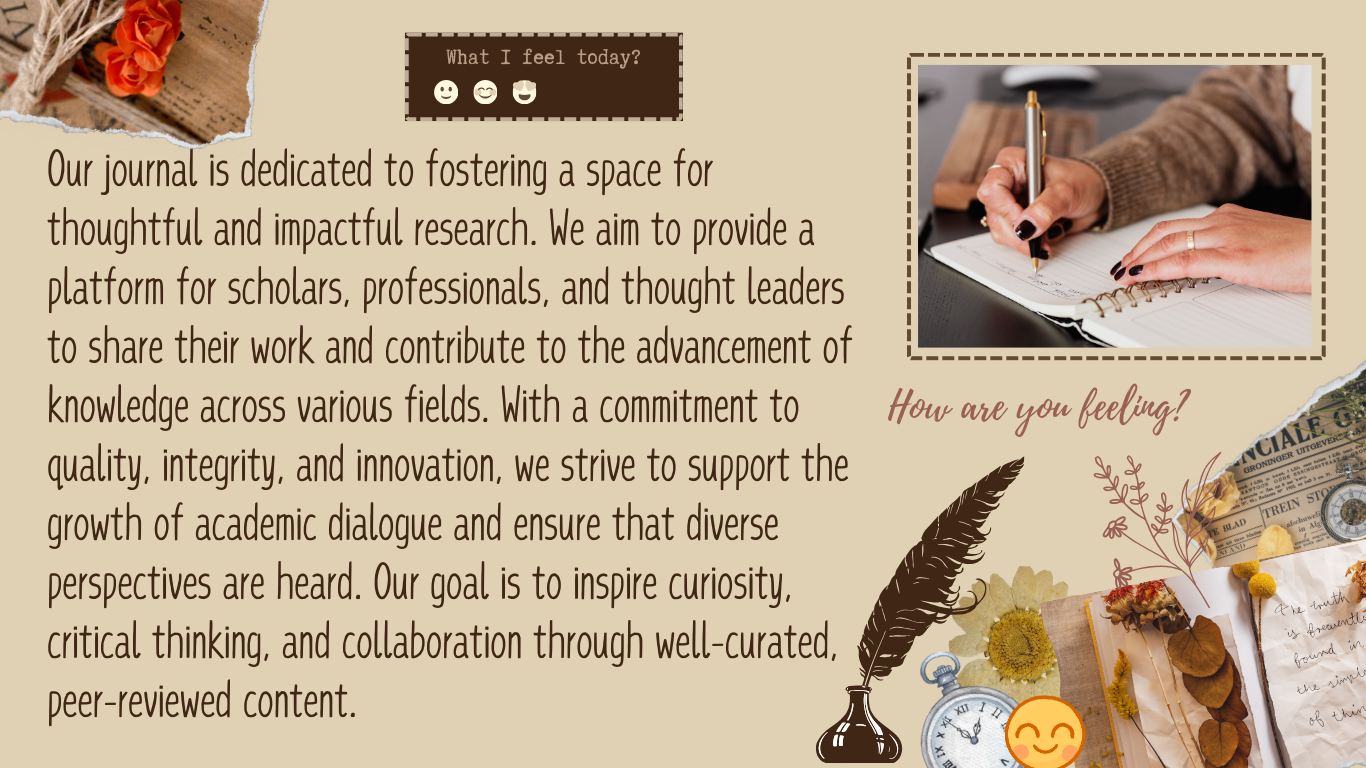 What I feel today?
Our journal is dedicated to fostering a space for
thoughtful and impactful research. We aim to provide a
platform for scholars, professionals, and thought leaders
to share their work and contribute to the advancement of
knowledge across various fields. With a commitment to
quality, integrity, and innovation, we strive to support the
growth of academic dialogue and ensure that diverse
perspectives are heard. Our goal is to inspire curiosity,
critical thinking, and collaboration through well-curated,
peer-reviewed content.
How are you feeling?
NCIALE G
GRONINGER UITGEVER
TREIN STO
BLAD
the truth
is frequently
found in
the simple
of thin